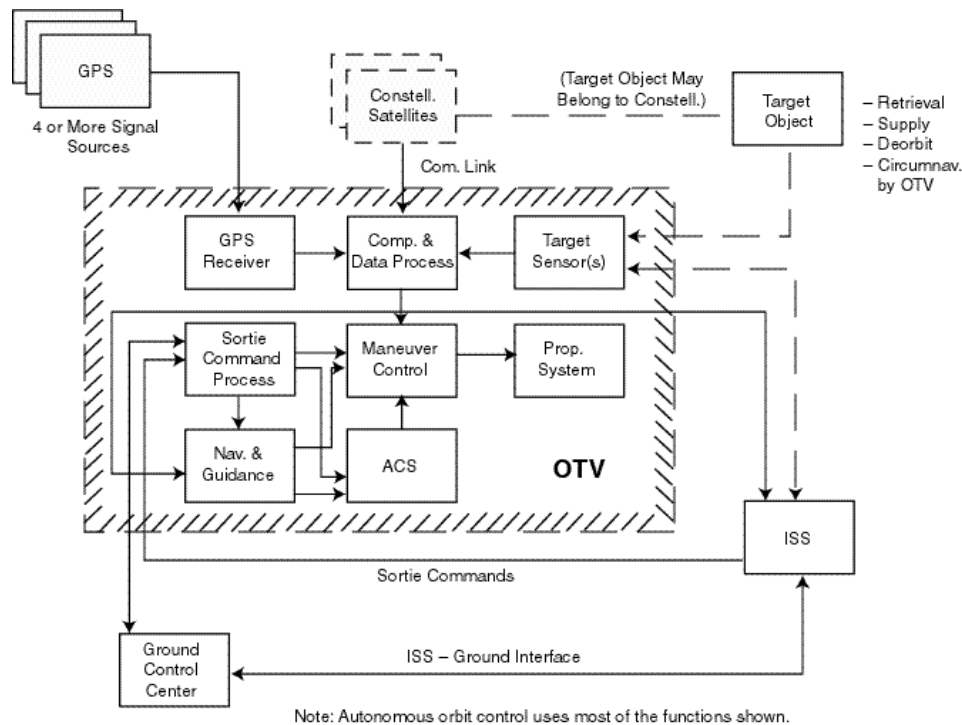 GPS
4 or More Signal
Sources
Constell.
Satellites
(Target Object May
Belong to Constell.)
Target
Object
– Retrieval
– Supply
– Deorbit
– Circumnav.
by OTV
Com. Link
GPS
Receiver
Comp. &
Data Process
Target
Sensor(s)
Sortie
Command
Process
Maneuver
Control
Prop.
System
Nav. &
Guidance
ACS
OTV
ISS
Sortie Commands
Ground
Control
Center
ISS – Ground Interface
Note: Autonomous orbit control uses most of the functions shown.